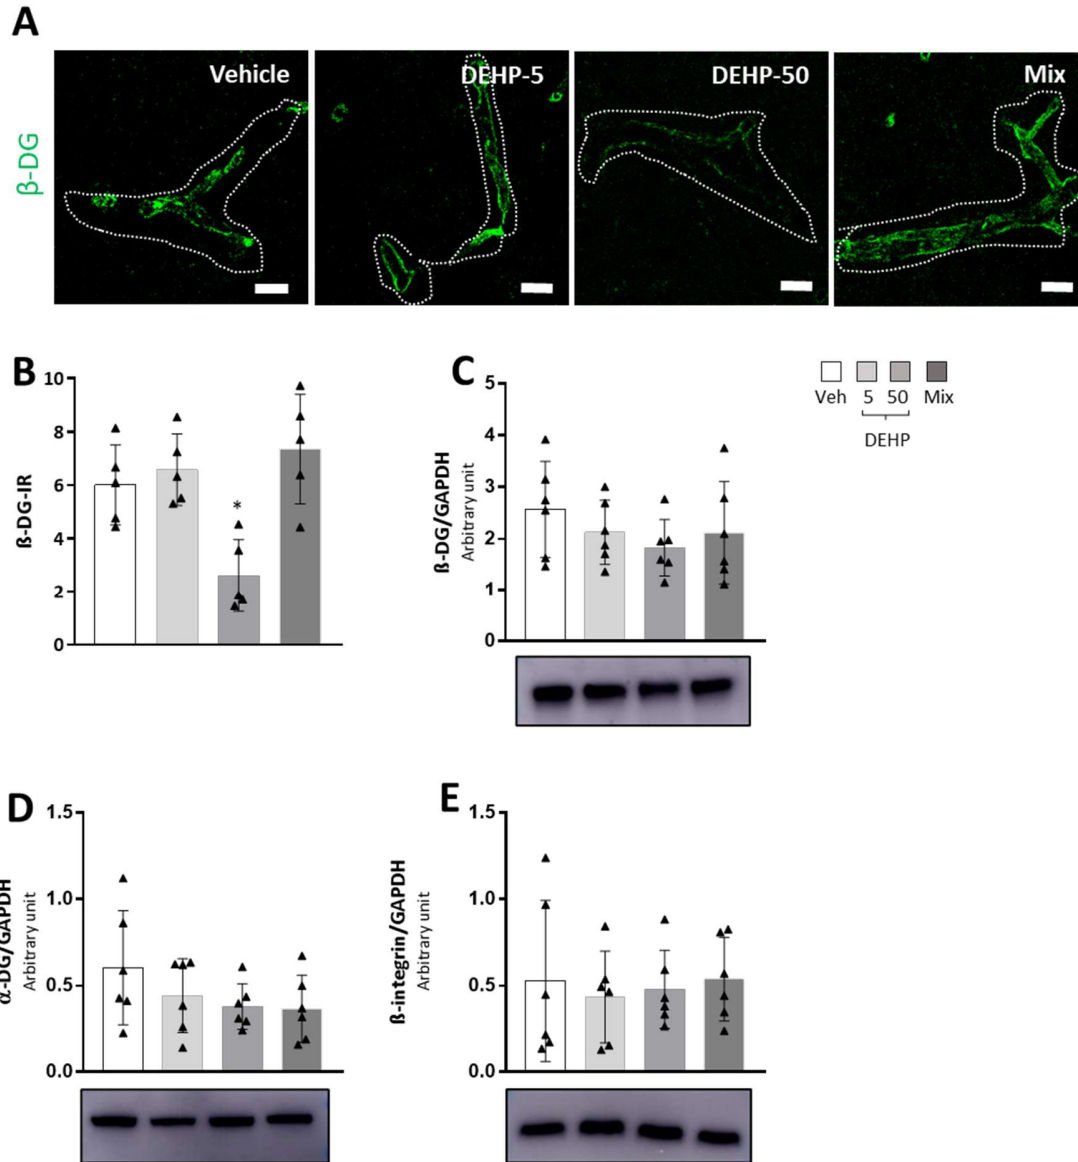 A
β-DG
Vehicle
DEHP-5
DEHP-50
Mix
B
ß-DG-IR
10
8
6
4
2
0
*
C
ß-DG/GAPDH
Arbitrary unit
5
4
3
2
1
0
Veh 5 50 Mix
DEHP
D
α-DG/GAPDH
Arbitrary unit
1.5
1.0
0.5
0.0
E
ß-integrin/GAPDH
Arbitrary unit
1.5
1.0
0.5
0.0